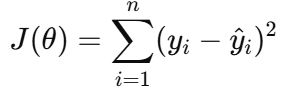 J(θ) = ∑_{i=1}^{n} (y_i − ŷ_i)^2